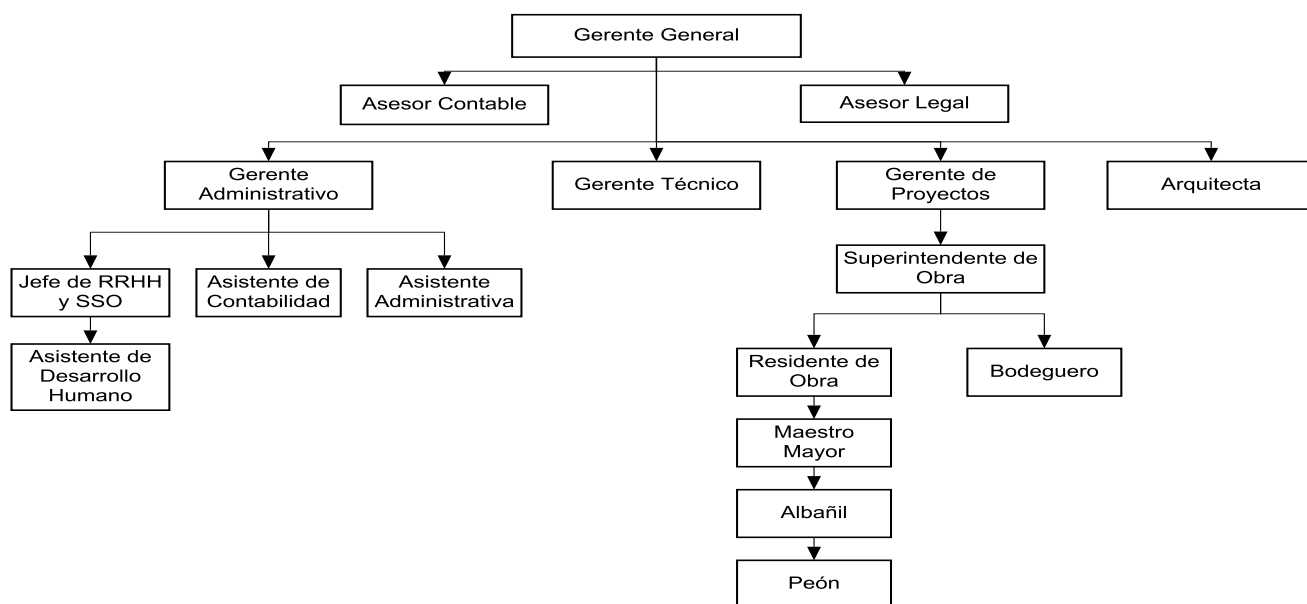 Gerente General
Asesor Contable
Asesor Legal
Gerente
Administrativo
Gerente Técnico
Gerente de
Proyectos
Arquitecta
Jefe de RRHH
y SSO
Asistente de
Contabilidad
Asistente
Administrativa
Superintendente de
Obra
Asistente de
Desarrollo
Humano
Residente de
Obra
Bodeguero
Maestro
Mayor
Albañil
Peón